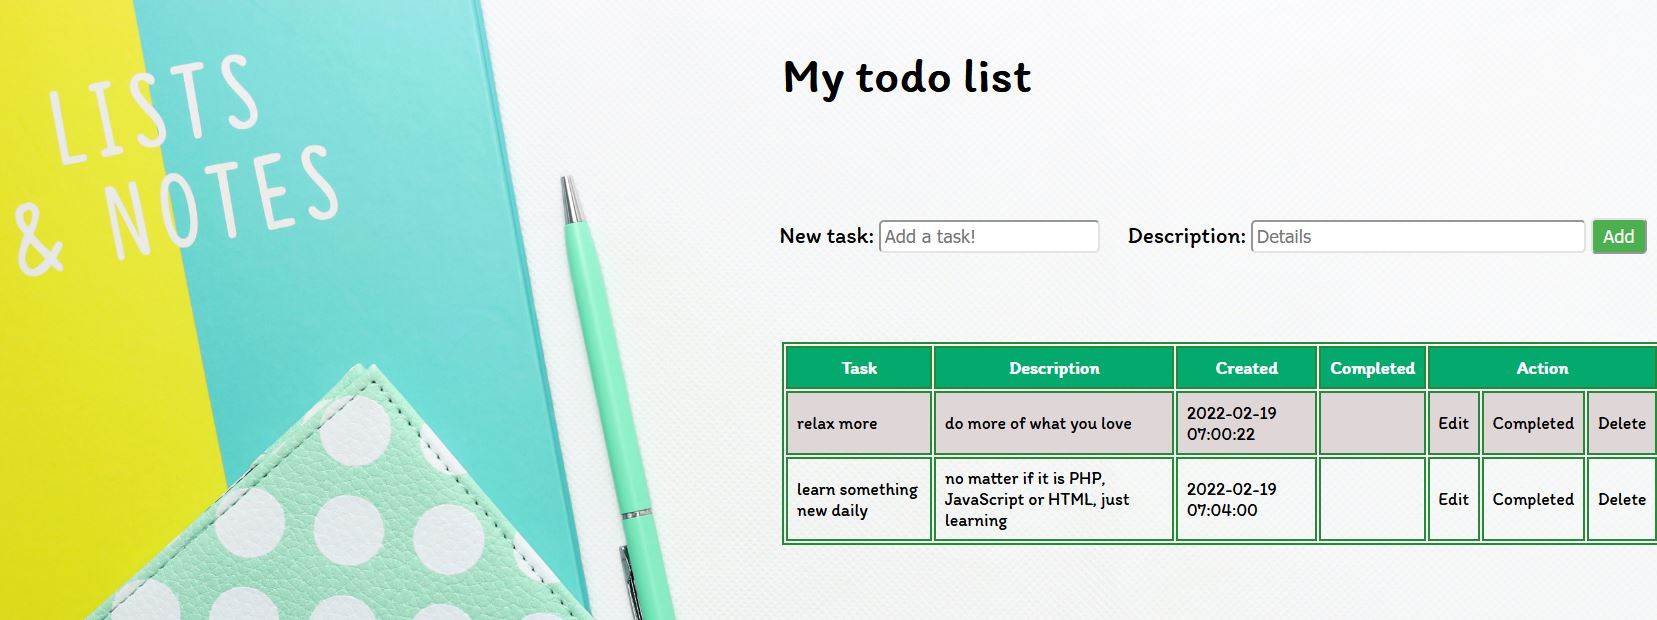 LISTS
& NOTES
My todo list
New task: Add a task! Description: Details Add
Task Description Created Completed Action
relax more do more of what you love 2022-02-19
07:00:22 Edit Completed Delete
learn something
new daily no matter if it is PHP,
JavaScript or HTML, just
learning 2022-02-19
07:04:00 Edit Completed Delete